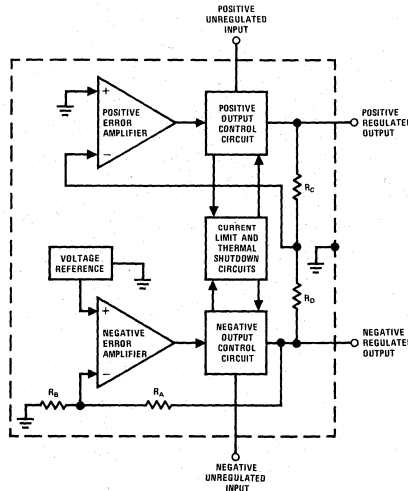 POSITIVE
UNREGULATED
INPUT
+
POSITIVE
ERROR
AMPLIFIER
−
POSITIVE
OUTPUT
CONTROL
CIRCUIT
POSITIVE
REGULATED
OUTPUT
RC
CURRENT
LIMIT AND
THERMAL
SHUTDOWN
CIRCUITS
VOLTAGE
REFERENCE
RD
+
NEGATIVE
ERROR
AMPLIFIER
−
NEGATIVE
OUTPUT
CONTROL
CIRCUIT
NEGATIVE
REGULATED
OUTPUT
RB
RA
NEGATIVE
UNREGULATED
INPUT